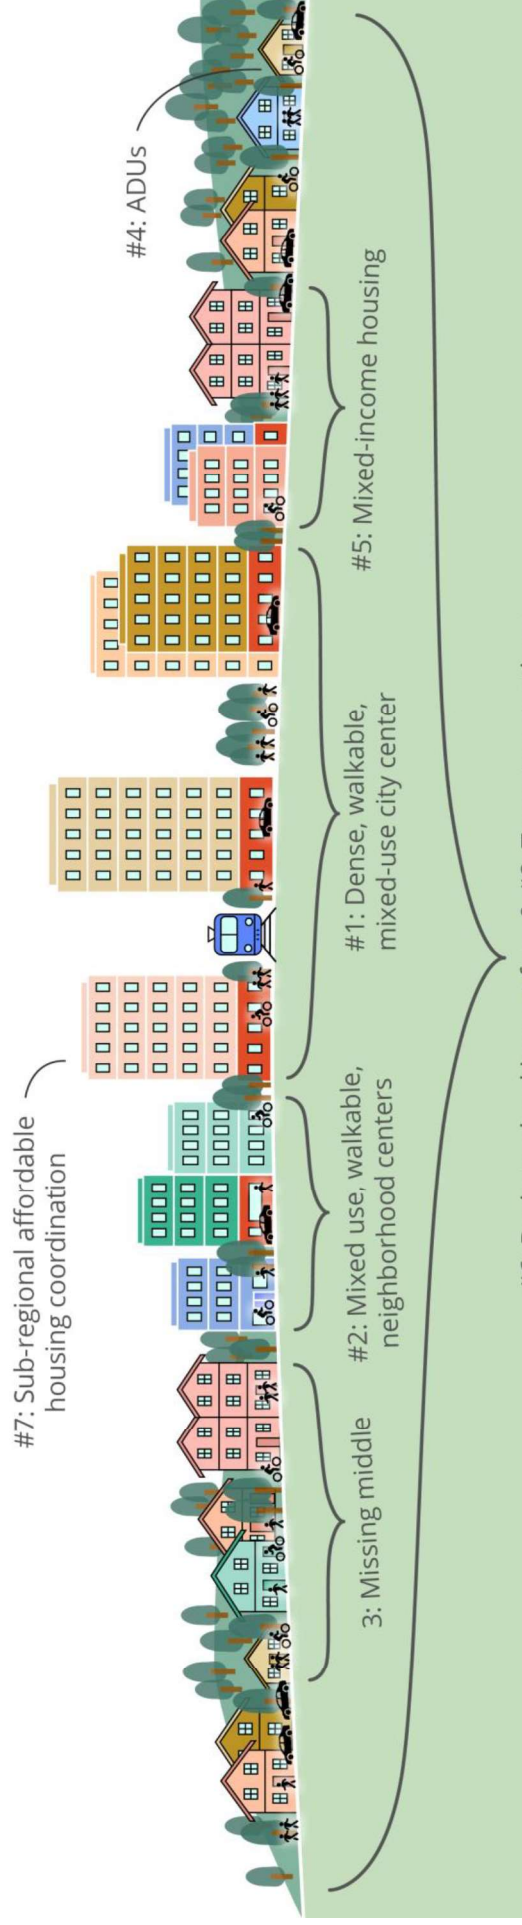 #7: Sub-regional affordable
housing coordination
#4: ADUs
3: Missing middle
#2: Mixed use, walkable,
neighborhood centers
#1: Dense, walkable,
mixed-use city center
#5: Mixed-income housing